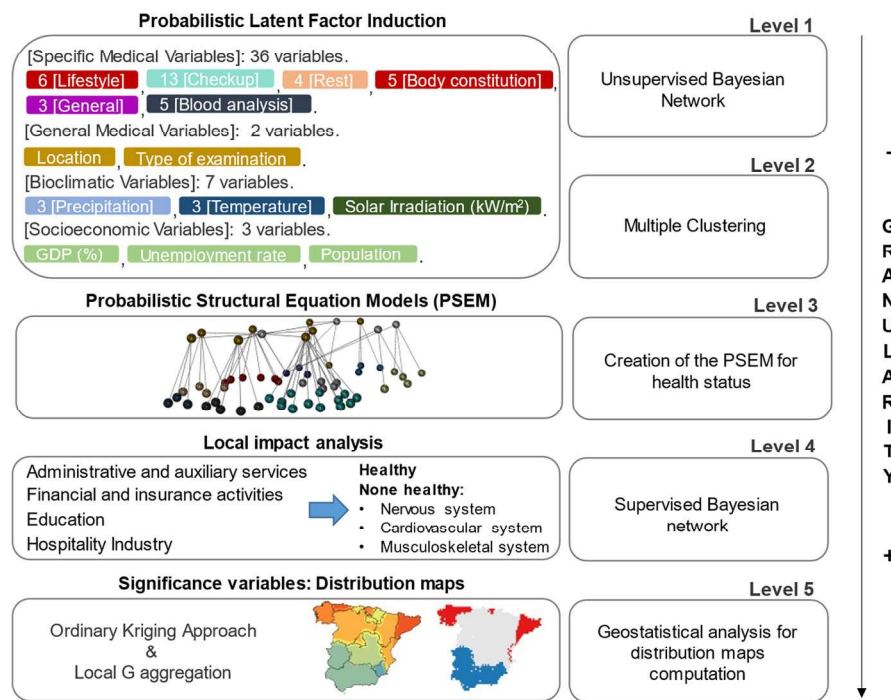 Probabilistic Latent Factor Induction
Level 1
[Specific Medical Variables]: 36 variables.
6 [Lifestyle] , 13 [Checkup] , 4 [Rest] , 5 [Body constitution] ,
3 [General] , 5 [Blood analysis] .
[General Medical Variables]: 2 variables.
Location , Type of examination .
[Bioclimatic Variables]: 7 variables.
3 [Precipitation] , 3 [Temperature] , Solar Irradiation (kW/m²) .
[Socioeconomic Variables]: 3 variables.
GDP (%) , Unemployment rate , Population .
Unsupervised Bayesian
Network
Level 2
Multiple Clustering
Probabilistic Structural Equation Models (PSEM)
Level 3
Creation of the PSEM for
health status
Local impact analysis
Level 4
Administrative and auxiliary services
Financial and insurance activities
Education
Hospitality Industry
Healthy
None healthy:
• Nervous system
• Cardiovascular system
• Musculoskeletal system
Supervised Bayesian
network
Significance variables: Distribution maps
Level 5
Ordinary Kriging Approach
&
Local G aggregation
Geostatistical analysis for
distribution maps
computation
-
G
R
A
N
U
L
A
R
I
T
Y
+